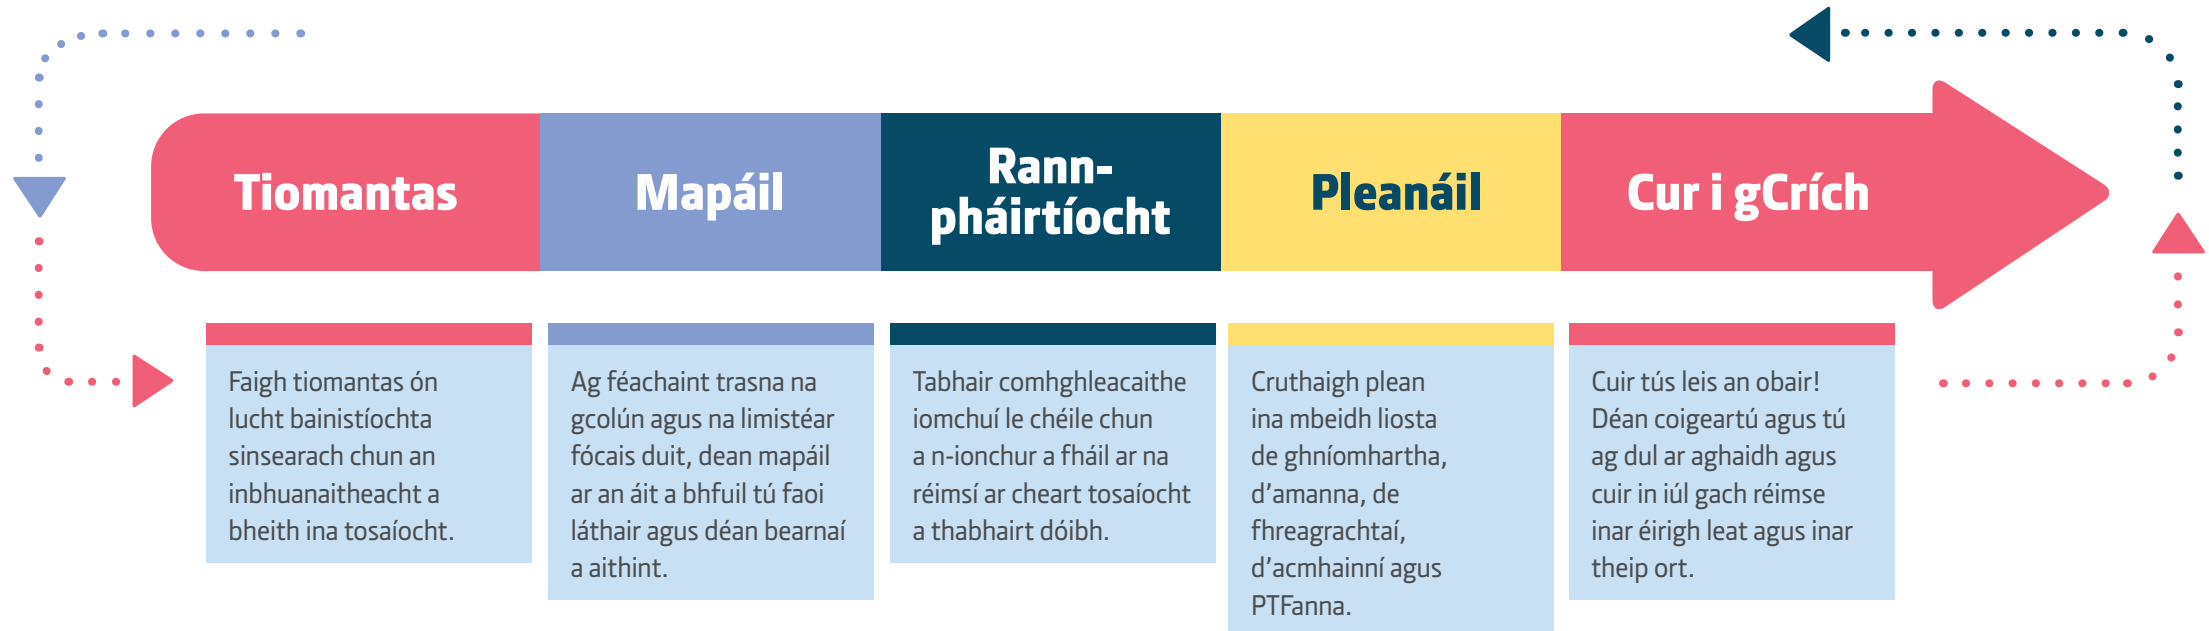 Tiomantas
Mapáil
Rann-
pháirtíocht
Pleanáil
Cur i gCrích
Faigh tiomantas ón
lucht bainistíochta
sinsearach chun an
inbhuanaitheacht a
bheith ina tosaíocht.
Ag féachaint trasna na
gcolún agus na limistéar
fócais duit, dean mapáil
ar an áit a bhfuil tú faoi
láthair agus déan bearnaí
a aithint.
Tabhair comhghleacaithe
iomchuí le chéile chun
a n-ionchur a fháil ar na
réimsí ar cheart tosaíocht
a thabhairt dóibh.
Cruthaigh plean
ina mbeidh liosta
de ghníomhartha,
d’amanna, de
fhreagrachtaí,
d’acmhainní agus
PTFanna.
Cuir tús leis an obair!
Déan coigeartú agus tú
ag dul ar aghaidh agus
cuir in iúl gach réimse
inar éirigh leat agus inar
theip ort.